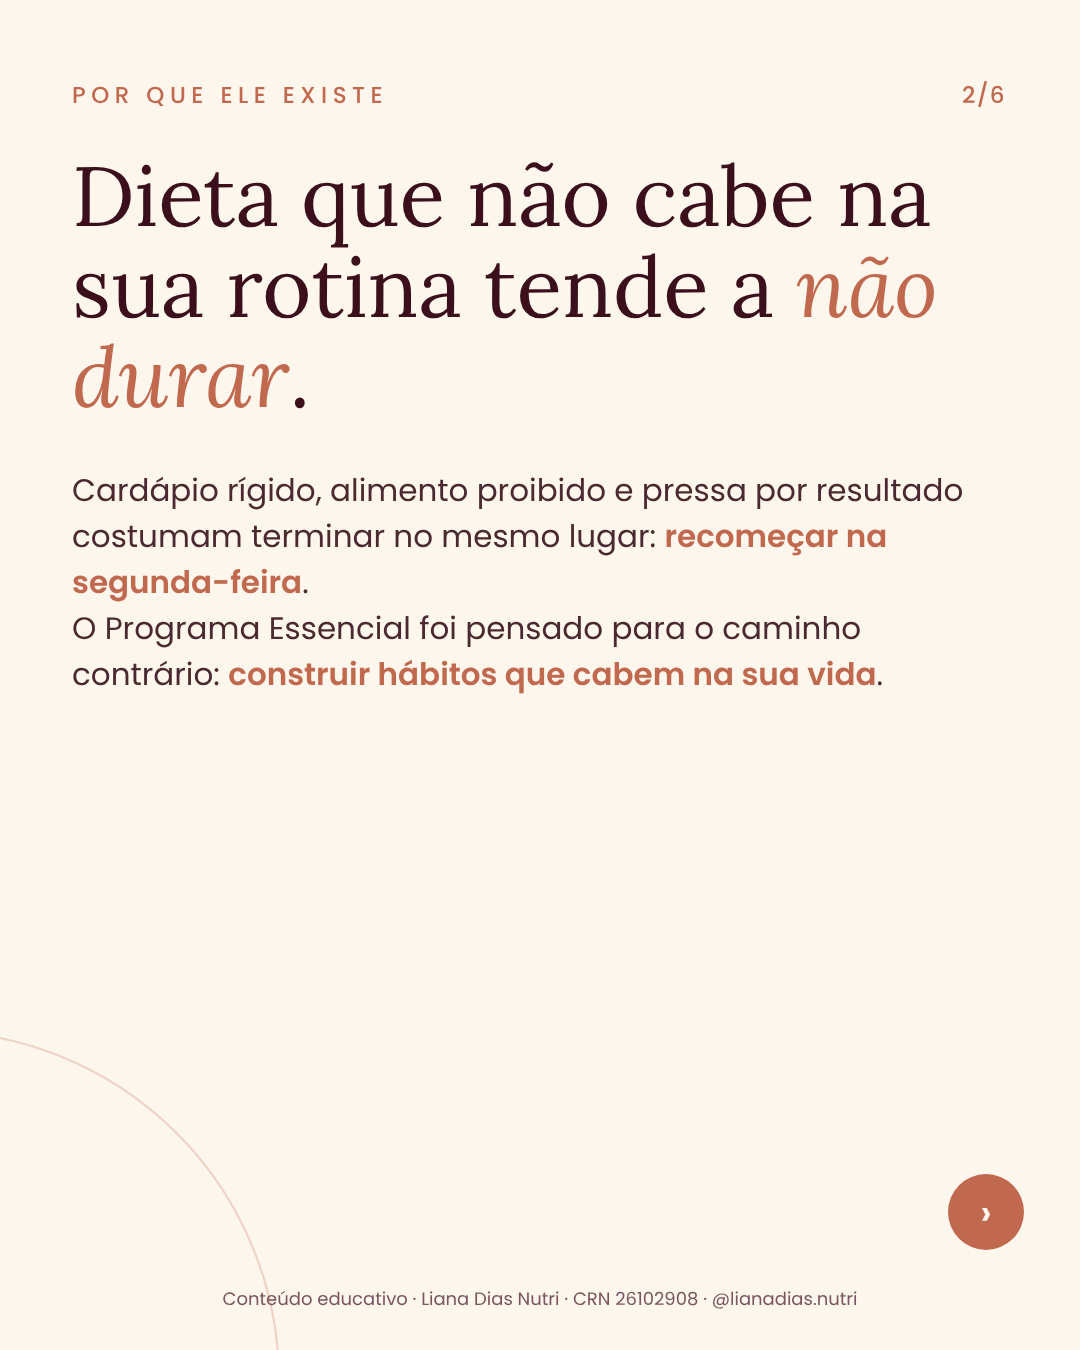 POR QUE ELE EXISTE
2/6
Dieta que não cabe na
sua rotina tende a não
durar.
Cardápio rígido, alimento proibido e pressa por resultado
costumam terminar no mesmo lugar: recomeçar na
segunda-feira.
O Programa Essencial foi pensado para o caminho
contrário: construir hábitos que cabem na sua vida.
›
Conteúdo educativo · Liana Dias Nutri · CRN 26102908 · @lianadias.nutri